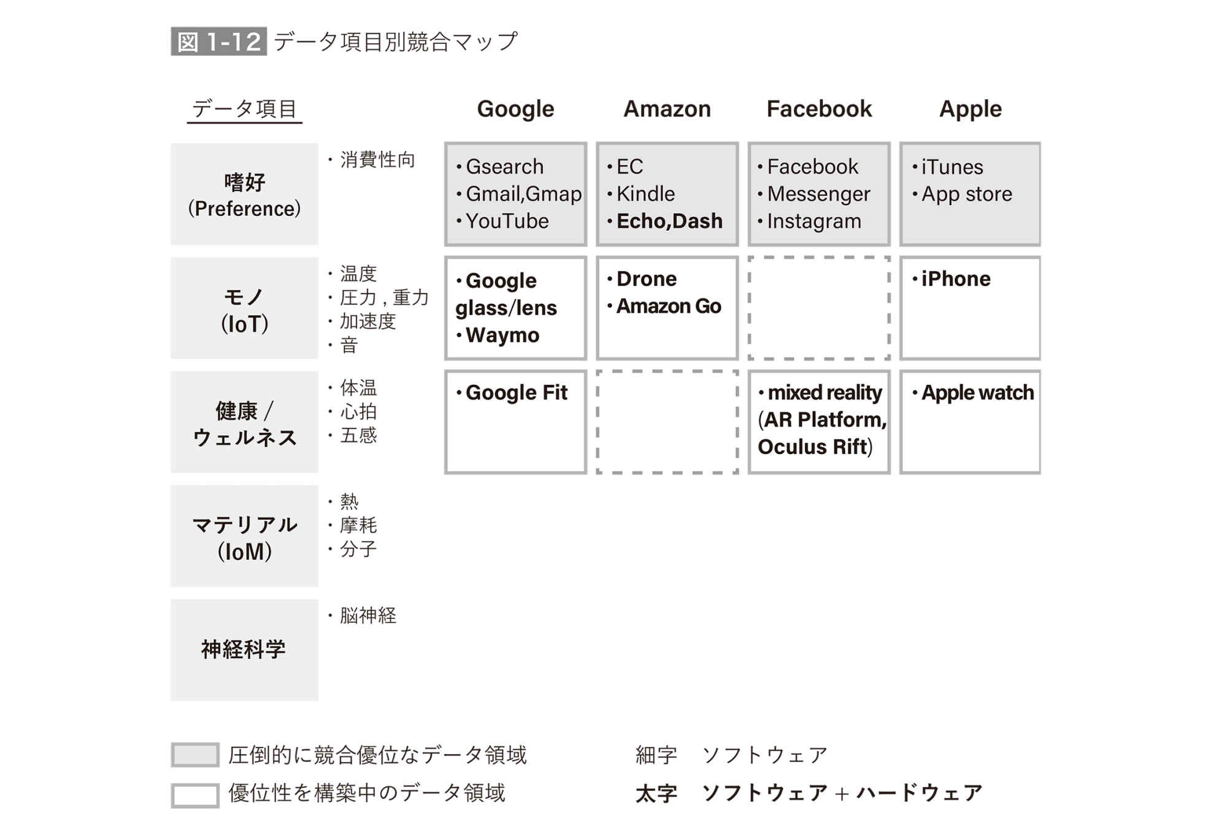 図 1-12 データ項目別競合マップ
データ項目
Google
Amazon
Facebook
Apple
嗜好
(Preference)
・消費性向
・Gsearch
・Gmail,Gmap
・YouTube
・EC
・Kindle
・Echo,Dash
・Facebook
・Messenger
・Instagram
・iTunes
・App store
モノ
(IoT)
・温度
・圧力 , 重力
・加速度
・音
・Google
glass/lens
・Waymo
・Drone
・Amazon Go
・iPhone
健康 /
ウェルネス
・体温
・心拍
・五感
・Google Fit
・mixed reality
(AR Platform,
Oculus Rift)
・Apple watch
マテリアル
(IoM)
・熱
・摩耗
・分子
神経科学
・脳神経
圧倒的に競合優位なデータ領域
細字 ソフトウェア
優位性を構築中のデータ領域
太字 ソフトウェア + ハードウェア